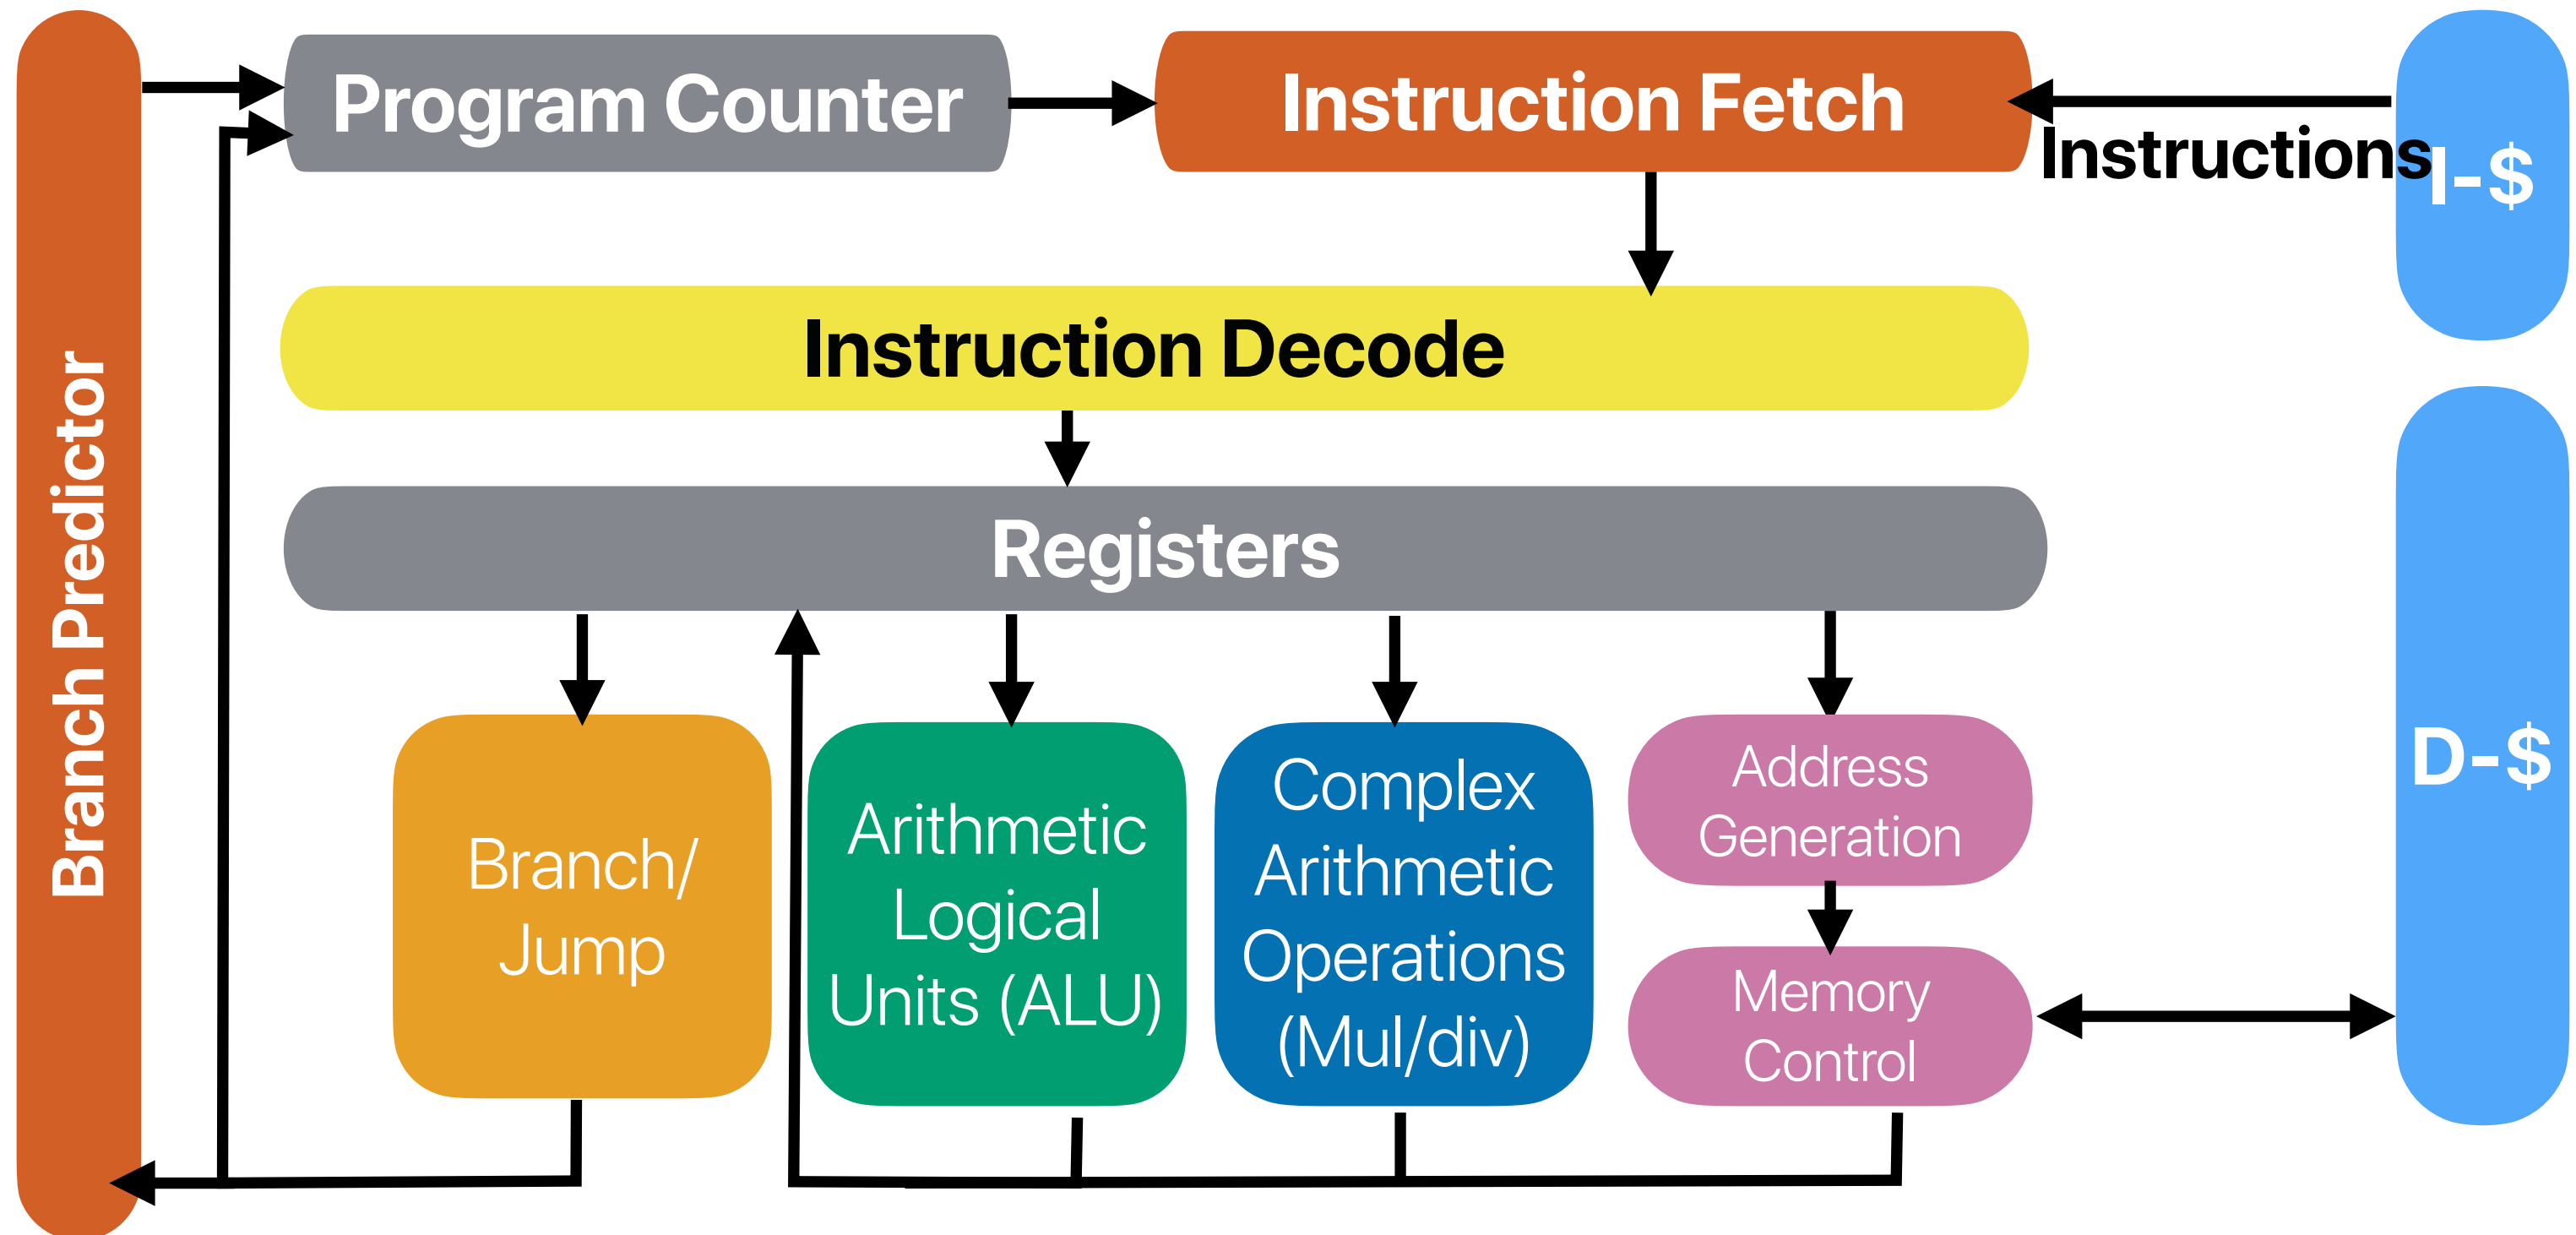 Branch Predictor
Program Counter
Instruction Fetch
Instructions
I-$
Instruction Decode
Registers
D-$
Branch/
Jump
Arithmetic
Logical
Units (ALU)
Complex
Arithmetic
Operations
(Mul/div)
Address
Generation
Memory
Control